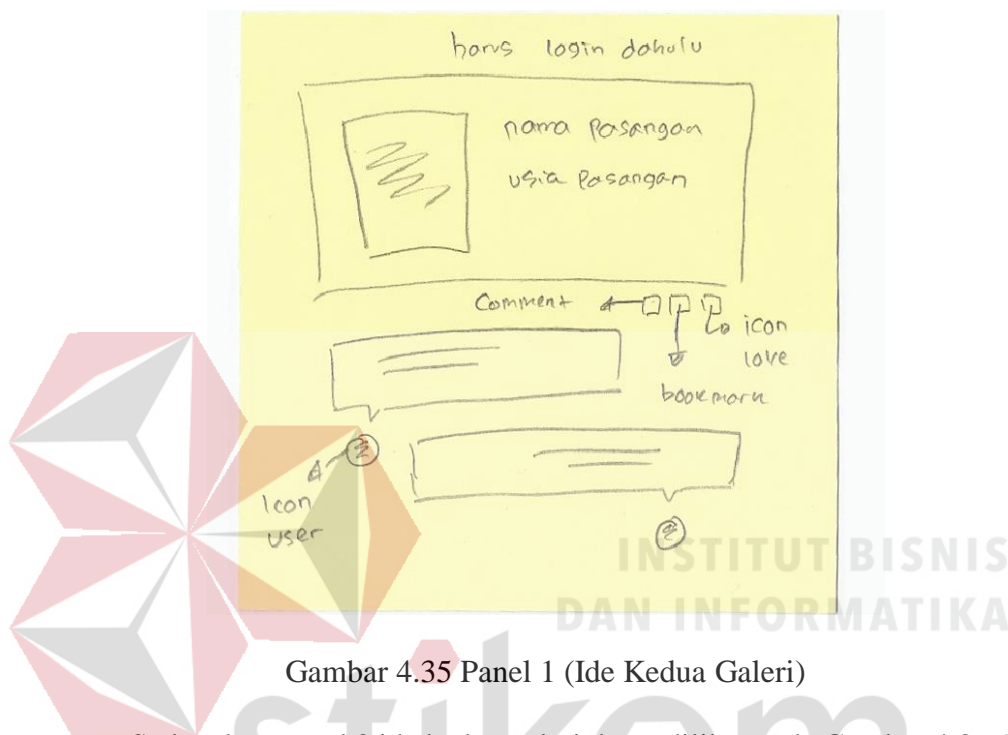 harus login dahulu
nama pasangan
usia pasangan
Comment
icon
love
bookmark
Icon
user
INSTITUT BISNIS
DAN INFORMATIKA
Gambar 4.35 Panel 1 (Ide Kedua Galeri)
stikom